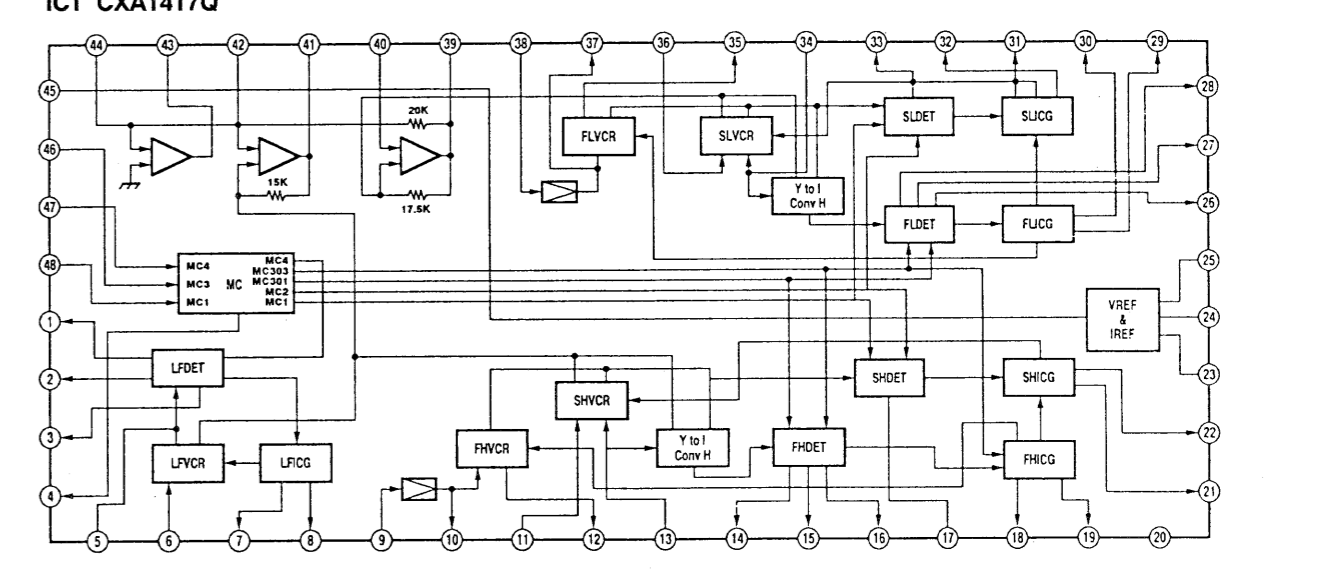 IC1 CXA1417Q
44 43 42 41 40 39 38 37 36 35 34 33 32 31 30 29
45
28
20K
FLVCR
SLVCR
SLDET
SLICG
46
27
15K
17.5K
Y to I
Conv H
47
26
FLDET
FLICG
48
25
MC4
MC3
MC1
MC
MC4
MC303
MC301
MC2
MC1
1
24
VREF
&
IREF
2
23
LFDET
SHDET
SHICG
SHVCR
3
22
LFVCR
LFICG
FHVCR
Y to I
Conv H
FHDET
FHICG
4
21
5 6 7 8 9 10 11 12 13 14 15 16 17 18 19 20